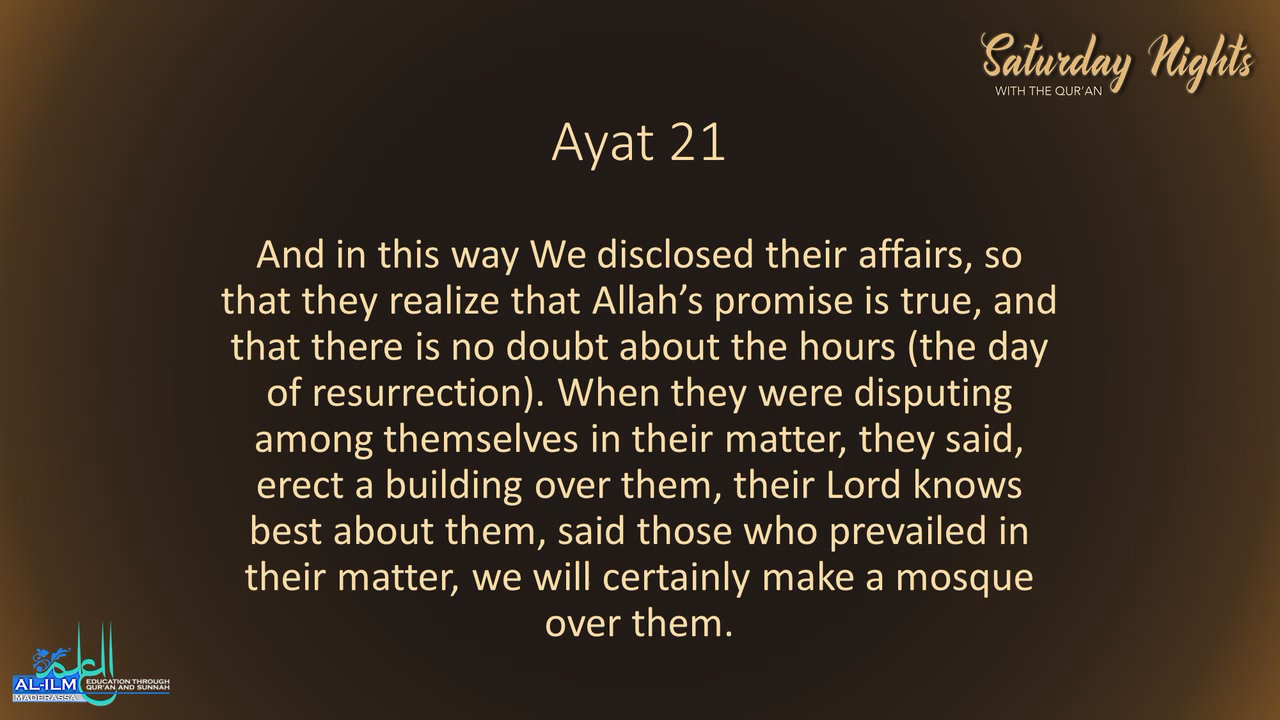 Saturday Nights
WITH THE QUR'AN
Ayat 21
And in this way We disclosed their affairs, so
that they realize that Allah’s promise is true, and
that there is no doubt about the hours (the day
of resurrection). When they were disputing
among themselves in their matter, they said,
erect a building over them, their Lord knows
best about them, said those who prevailed in
their matter, we will certainly make a mosque
over them.
العلم
AL-ILM
MADERASSA
EDUCATION THROUGH
QUR'AN AND SUNNAH